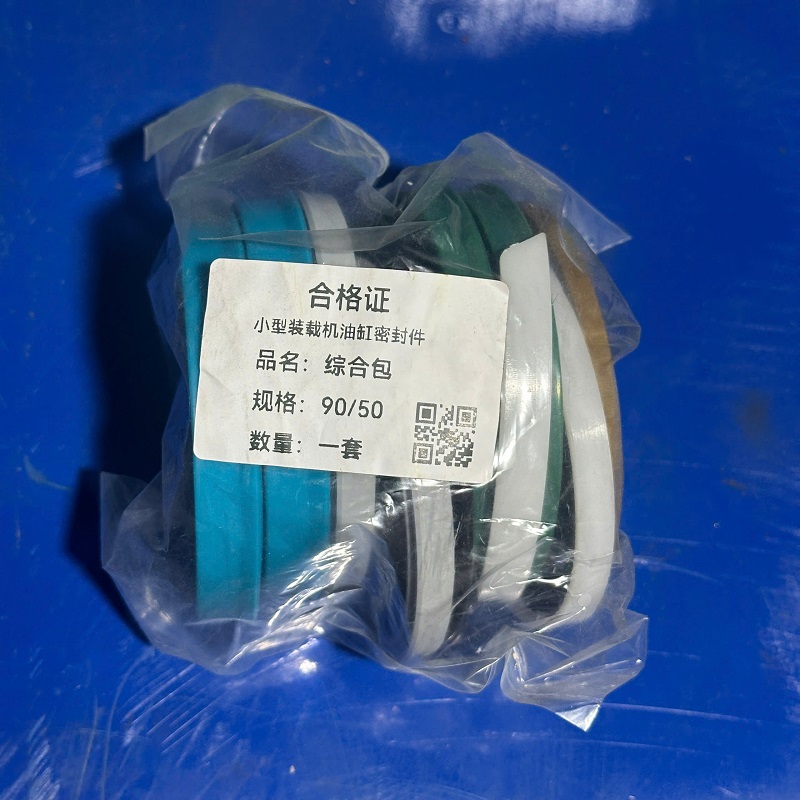 合格证
小型装载机油缸密封件
品名：综合包
规格：90/50
数量：一套